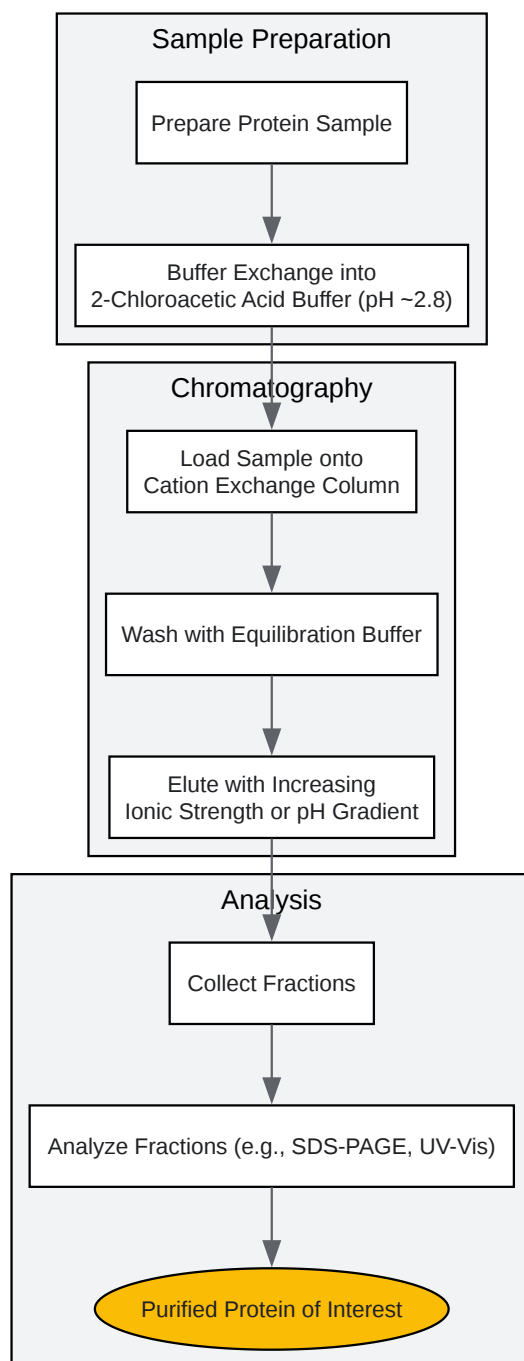 Sample Preparation
Prepare Protein Sample
Buffer Exchange into
2-Chloroacetic Acid Buffer (pH ~2.8)
Chromatography
Load Sample onto
Cation Exchange Column
Wash with Equilibration Buffer
Elute with Increasing
Ionic Strength or pH Gradient
Analysis
Collect Fractions
Analyze Fractions (e.g., SDS-PAGE, UV-Vis)
Purified Protein of Interest